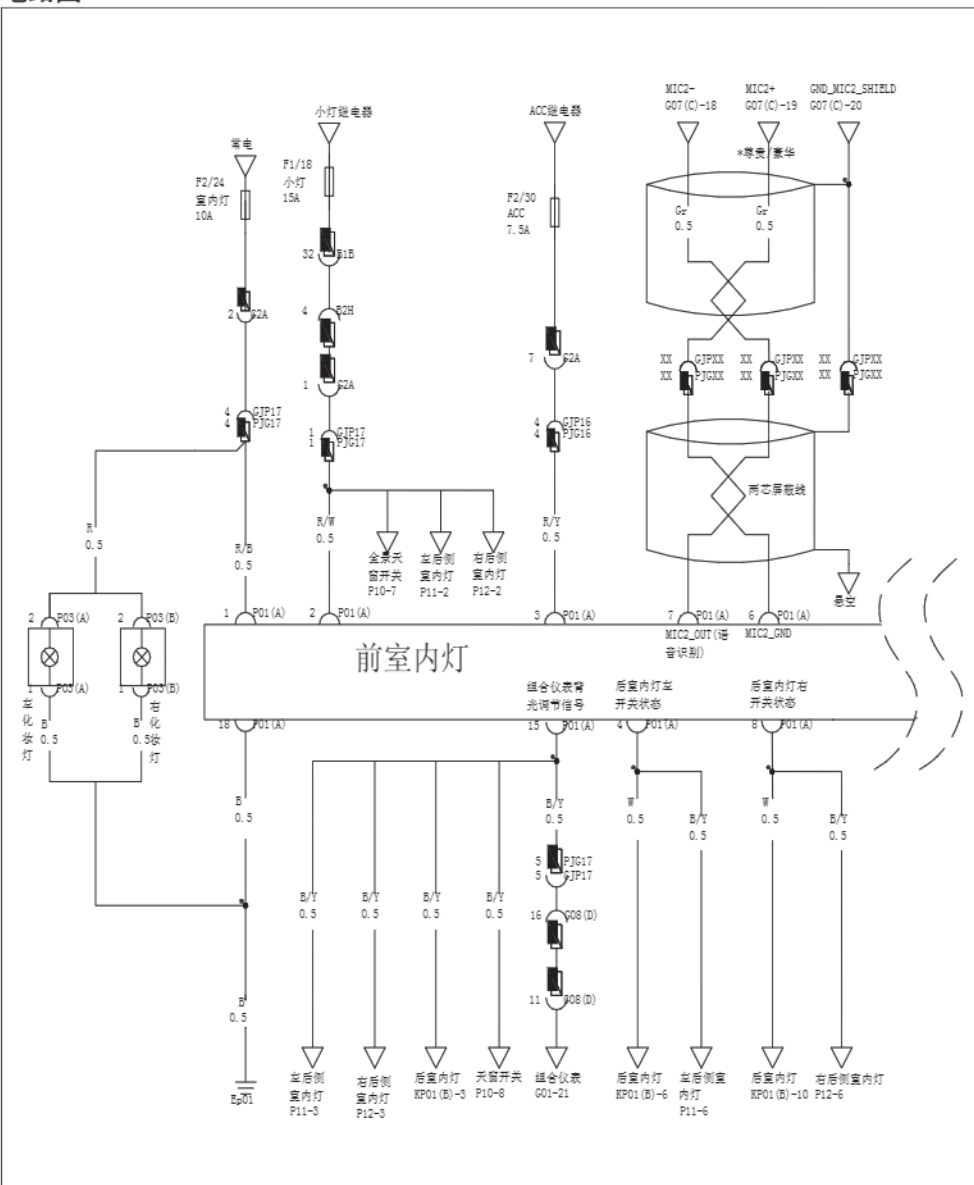 MIC2-
G07(C)-18
MIC2+
G07(C)-19
GND_MIC2_SHIELD
G07(C)-20
小灯继电器
ACC继电器
常电
*尊贵/豪华
F2/24
室内灯
10A
F1/18
小灯
15A
F2/30
ACC
7.5A
Gr
0.5
Gr
0.5
32 B1B
2 G2A
4 B2H
1 G2A
7 G2A
XX GJPXX
XX PJGXX
XX GJPXX
XX PJGXX
XX GJPXX
XX PJGXX
4 GJP17
4 PJG17
1 GJP17
1 PJG17
4 GJP16
4 PJG16
两芯屏蔽线
R
0.5
R/B
0.5
R/W
0.5
全景天
窗开关
P10-7
左后侧
室内灯
P11-2
右后侧
室内灯
P12-2
R/Y
0.5
悬空
2 P03(A)
2 P03(B)
1 P01(A)
2 P01(A)
3 P01(A)
7 P01(A)
6 P01(A)
MIC2_OUT(语
音识别)
MIC2_GND
前室内灯
1 P03(A)
1 P03(B)
组合仪表背
光调节信号
后室内灯左
开关状态
后室内灯右
开关状态
18 P01(A)
15 P01(A)
4 P01(A)
8 P01(A)
左化妆灯
B
0.5
B
0.5
右化妆灯
B
0.5
B/Y
0.5
W
0.5
B/Y
0.5
W
0.5
B/Y
0.5
5 PJG17
5 GJP17
B/Y
0.5
B/Y
0.5
B/Y
0.5
B/Y
0.5
16 G08(D)
11 G08(D)
B
0.5
Ep01
左后侧
室内灯
P11-3
右后侧
室内灯
P12-3
后室内灯
KP01(B)-3
天窗开关
P10-8
组合仪表
G01-21
后室内灯
KP01(B)-6
左后侧室
内灯
P11-6
后室内灯
KP01(B)-10
右后侧室内灯
P12-6